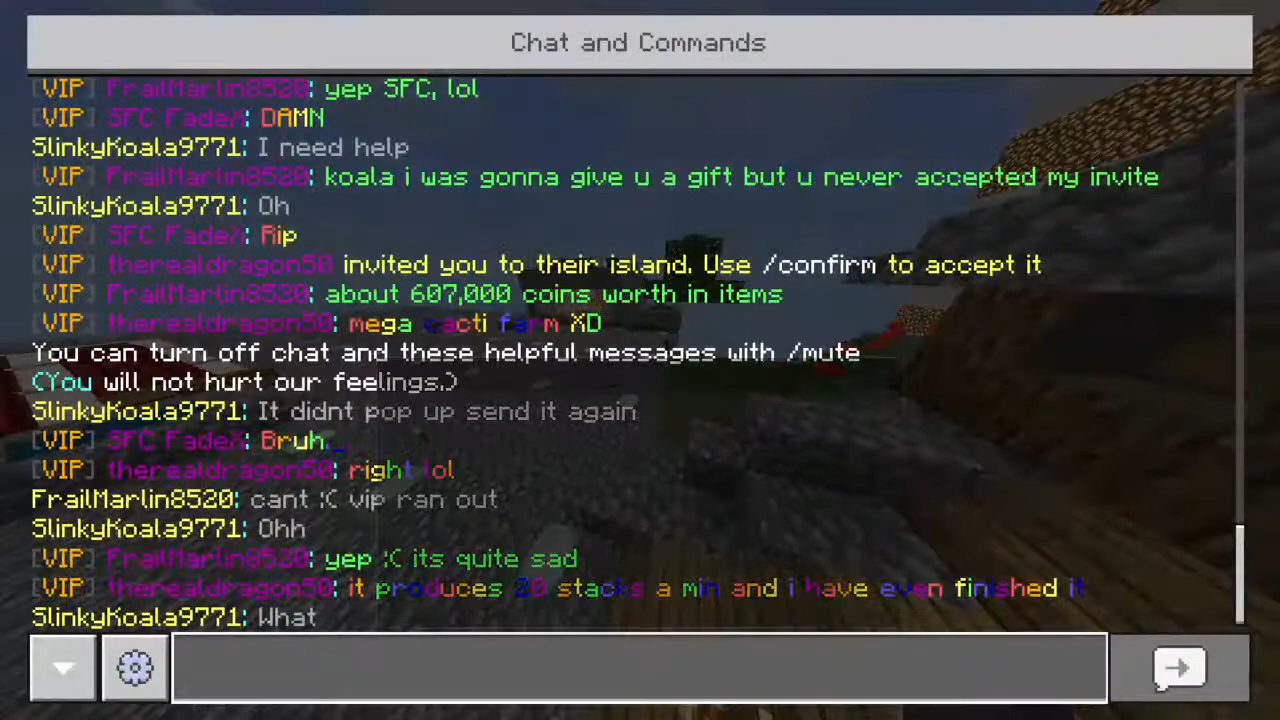 Chat and Commands
[VIP] FrailMarlin8520: yep SFC, lol
[VIP] SFC FadeX: DAMN
SlinkyKoala9771: I need help
[VIP] FrailMarlin8520: koala i was gonna give u a gift but u never accepted my invite
SlinkyKoala9771: Oh
[VIP] SFC FadeX: Rip
[VIP] therealdragon50 invited you to their island. Use /confirm to accept it
[VIP] FrailMarlin8520: about 607,000 coins worth in items
[VIP] therealdragon50: mega cacti farm XD
You can turn off chat and these helpful messages with /mute
(You will not hurt our feelings.)
SlinkyKoala9771: It didnt pop up send it again
[VIP] SFC FadeX: Bruh._.
[VIP] therealdragon50: right lol
FrailMarlin8520: cant :C vip ran out
SlinkyKoala9771: Ohh
[VIP] FrailMarlin8520: yep :C its quite sad
[VIP] therealdragon50: it produces 20 stacks a min and i have even finished it
SlinkyKoala9771: What